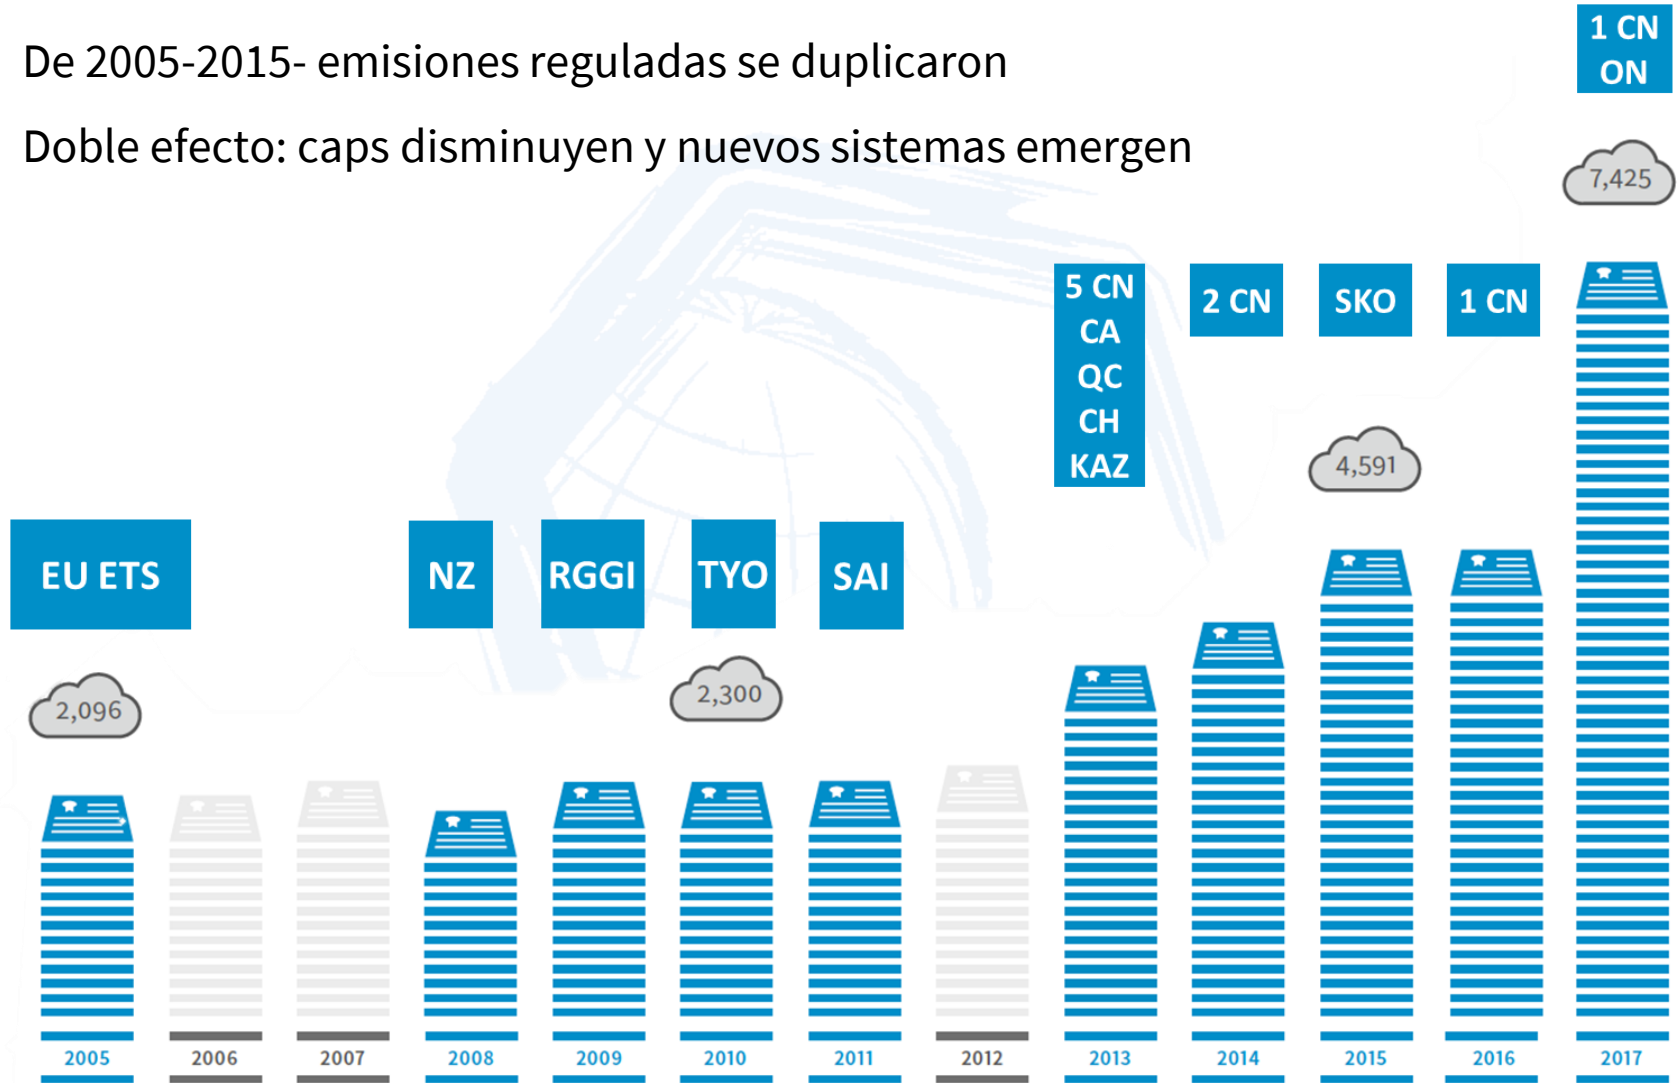 De 2005-2015- emisiones reguladas se duplicaron
Doble efecto: caps disminuyen y nuevos sistemas emergen
1 CN
ON
7,425
5 CN
CA
QC
CH
KAZ
2 CN
SKO
1 CN
4,591
EU ETS
NZ
RGGI
TYO
SAI
2,096
2,300
2005
2006
2007
2008
2009
2010
2011
2012
2013
2014
2015
2016
2017